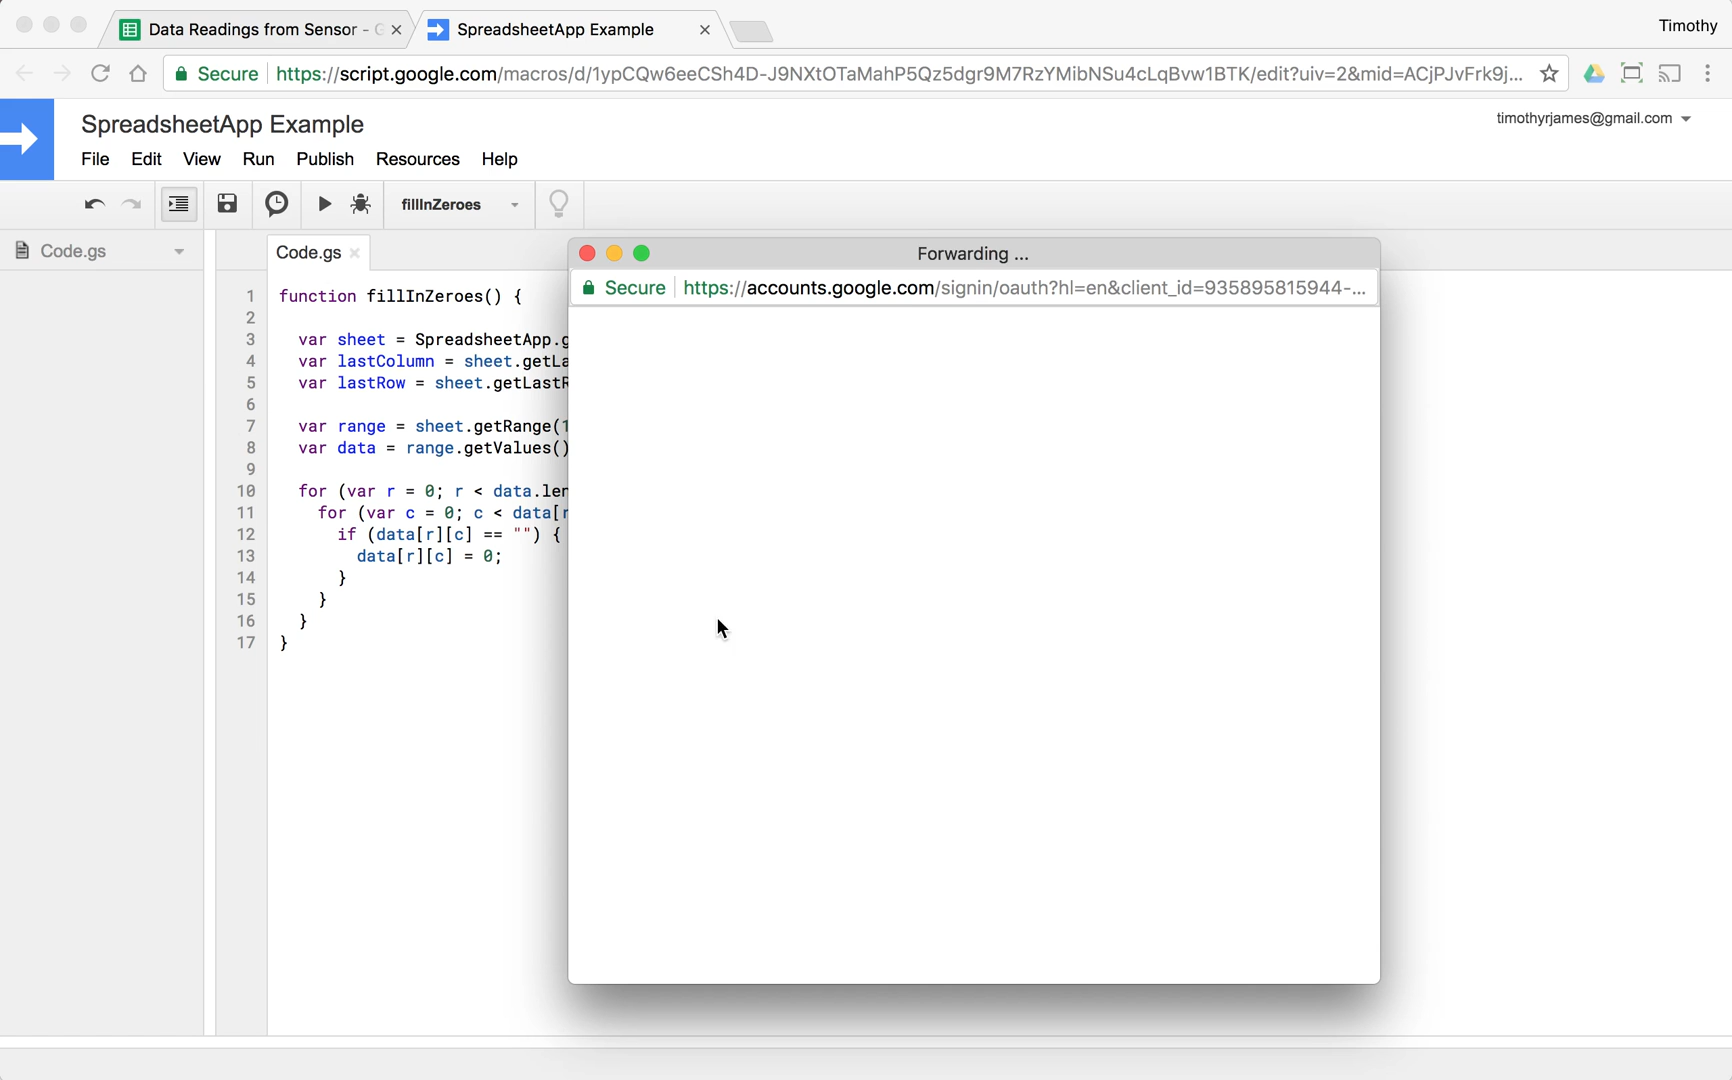 Data Readings from Sensor - G
SpreadsheetApp Example
Timothy
Secure https://script.google.com/macros/d/1ypCQw6eeCSh4D-J9NXtOTaMahP5Qz5dgr9M7RzYMibNSu4cLqBvw1BTK/edit?uiv=2&mid=ACjPJvFrk9j...
SpreadsheetApp Example
timothyrjames@gmail.com
File Edit View Run Publish Resources Help
fillInZeroes
Code.gs
Code.gs
Forwarding ...
Secure https://accounts.google.com/signin/oauth?hl=en&client_id=935895815944-...
1 function fillInZeroes() {
2
3 var sheet = SpreadsheetApp.g
4 var lastColumn = sheet.getLa
5 var lastRow = sheet.getLastR
6
7 var range = sheet.getRange(1
8 var data = range.getValues()
9
10 for (var r = 0; r < data.len
11 for (var c = 0; c < data[r
12 if (data[r][c] == "") {
13 data[r][c] = 0;
14 }
15 }
16 }
17 }